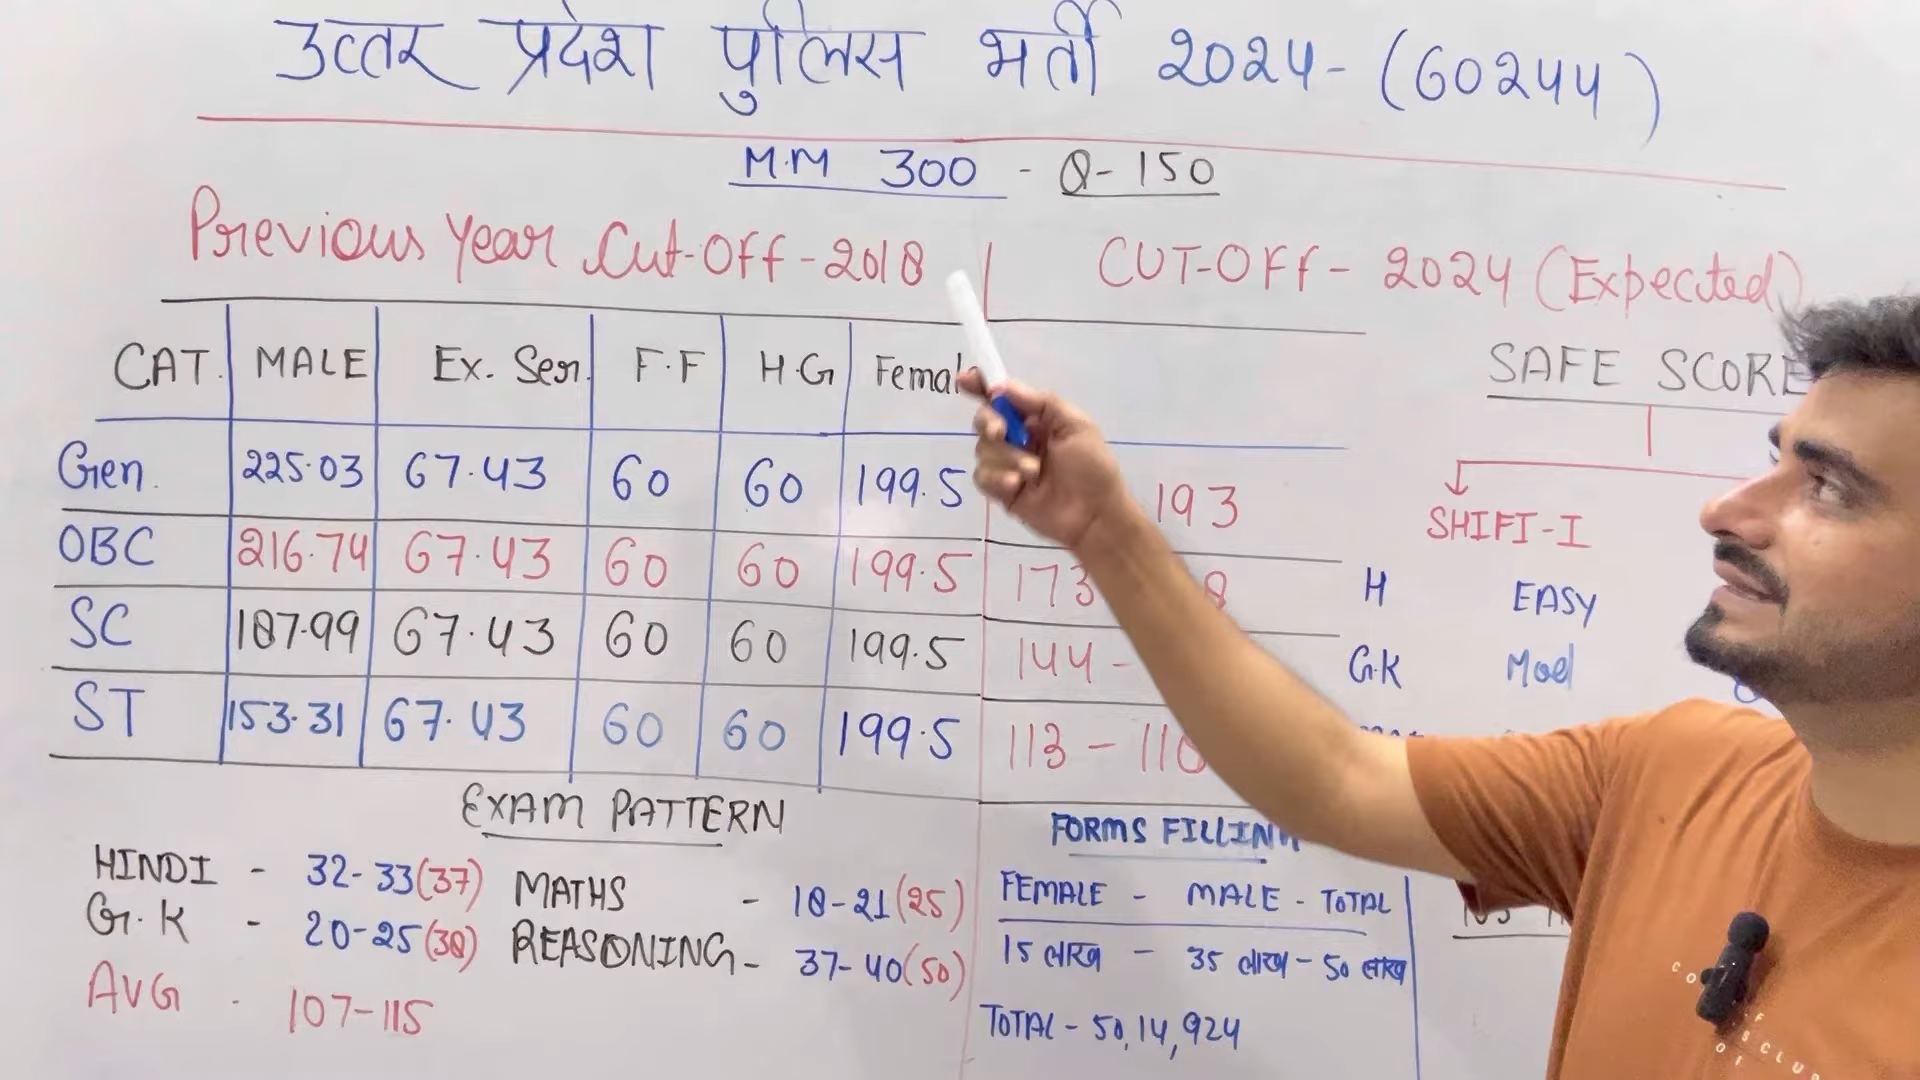 उत्तर प्रदेश पुलिस भर्ती 2024- (60244)
M.M 300 - Q- 150
Previous Year Cut-Off - 2018
CUT-OFF - 2024 (Expected)
SAFE SCORE
CAT. MALE Ex. Ser. F.F H.G Female
Gen. 225.03 67.43 60 60 199.5 193
OBC 216.74 67.43 60 60 199.5 173
SC 187.99 67.43 60 60 199.5 144 -
ST 153.31 67.43 60 60 199.5 113 - 
SHIFT-I
H EASY
G.K Mod
EXAM PATTERN
HINDI - 32-33(37) MATHS - 18-21(25)
G.K - 20-25(38) REASONING - 37-40(50)
AVG - 107-115
FORMS FILLING
FEMALE - MALE - TOTAL
15 लाख - 35 लाख - 50 लाख
TOTAL - 50,14,924